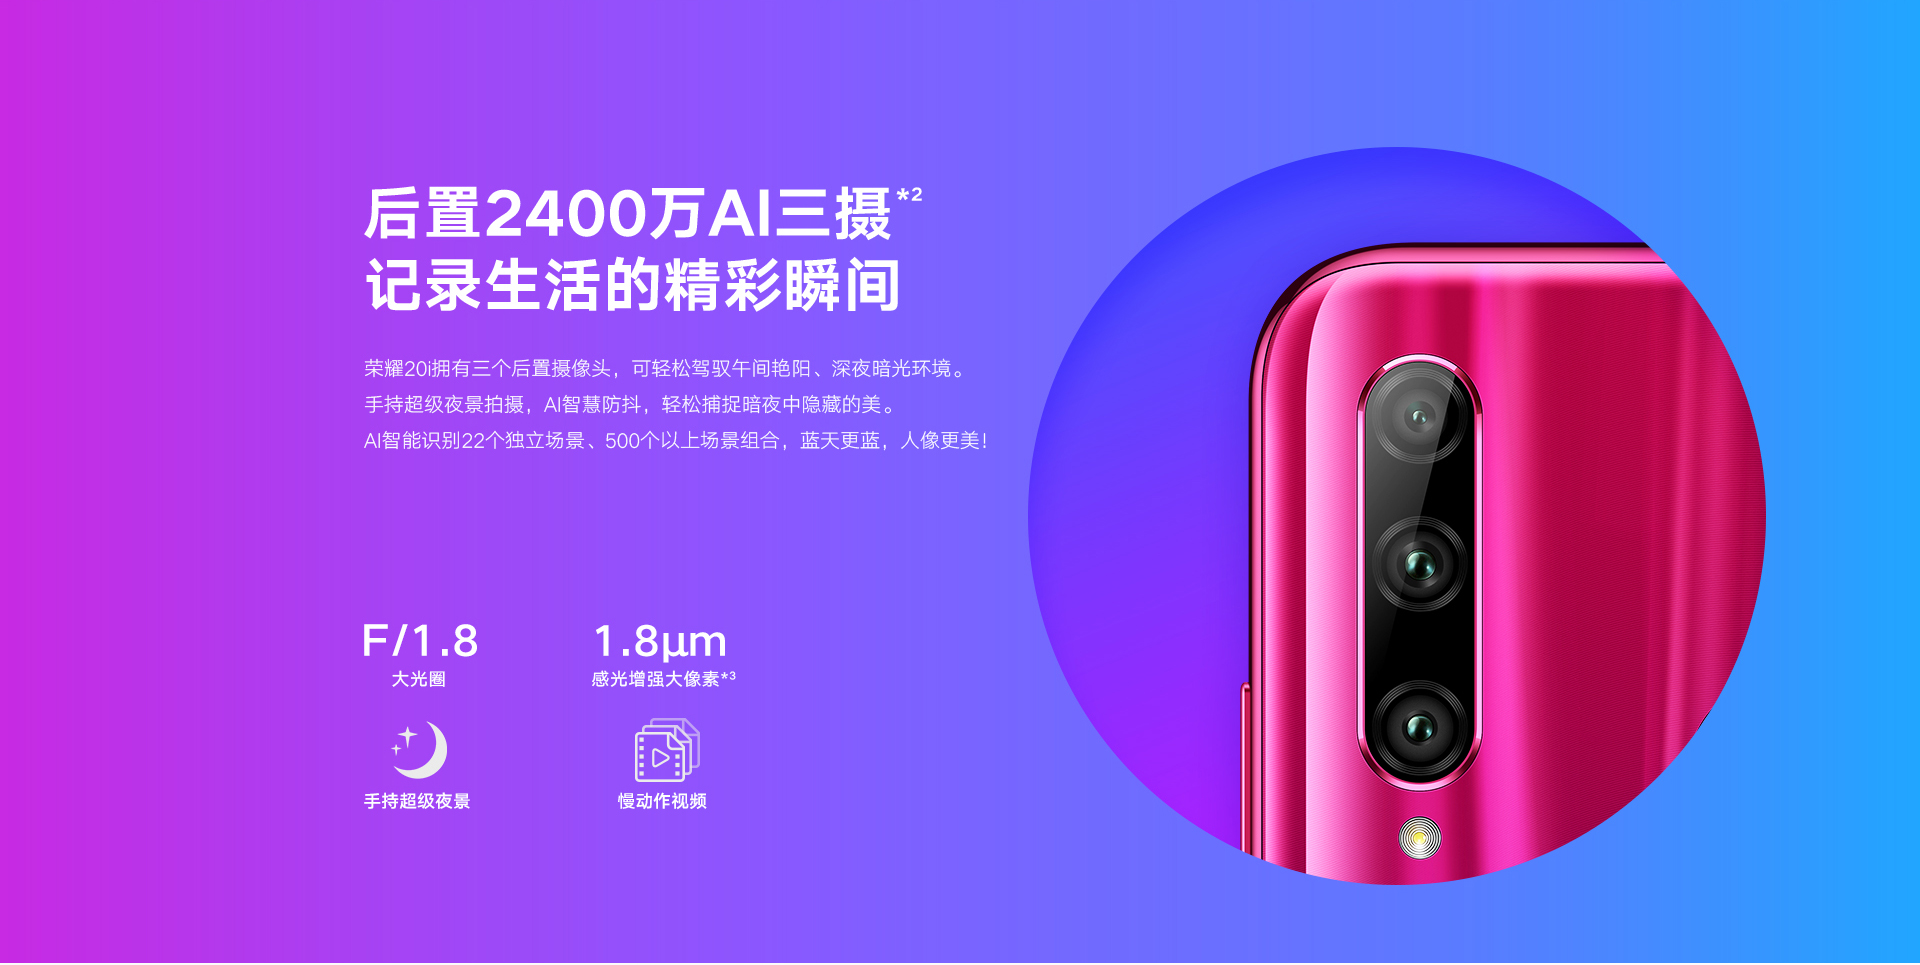 后置2400万AI三摄*2
记录生活的精彩瞬间
荣耀20i拥有三个后置摄像头，可轻松驾驭午间艳阳、深夜暗光环境。
手持超级夜景拍摄，AI智慧防抖，轻松捕捉暗夜中隐藏的美。
AI智能识别22个独立场景、500个以上场景组合，蓝天更蓝，人像更美！
F/1.8
大光圈
1.8μm
感光增强大像素*3
手持超级夜景
慢动作视频